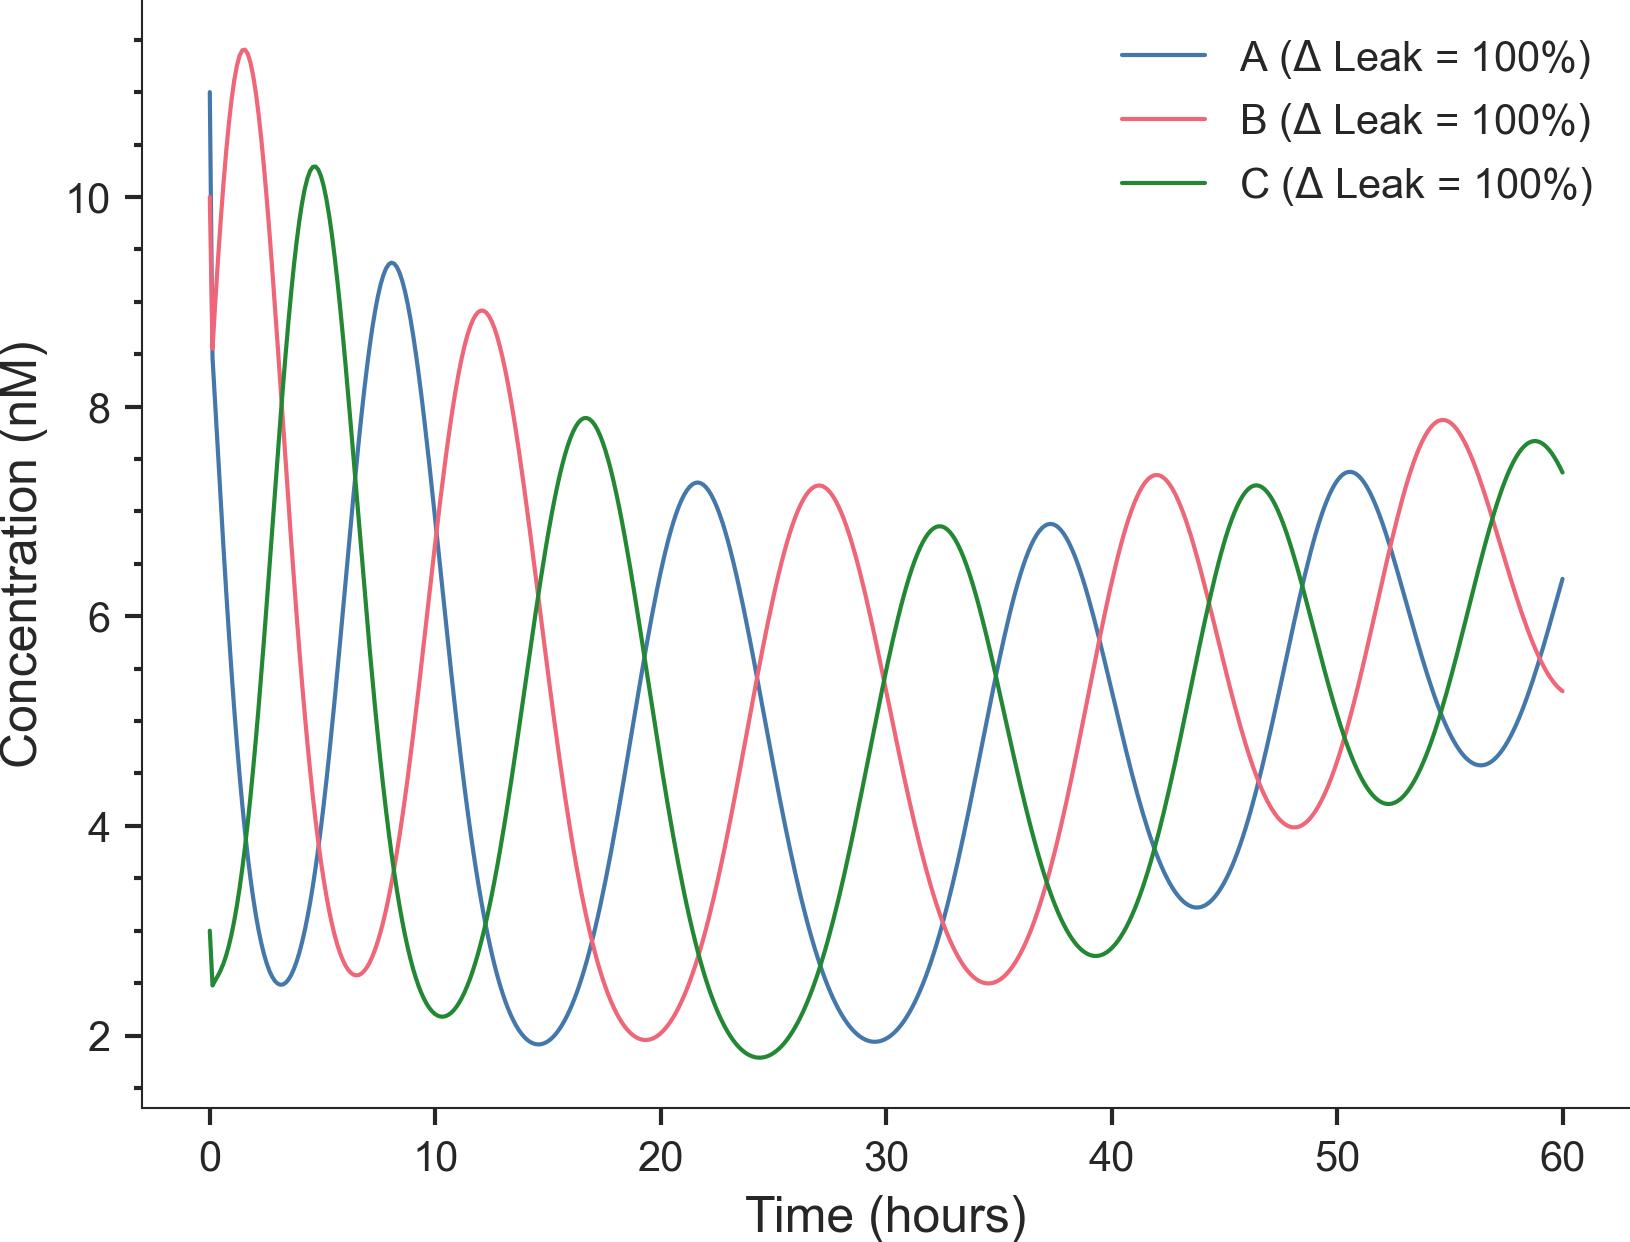 A (Δ Leak = 100%)
B (Δ Leak = 100%)
C (Δ Leak = 100%)
Concentration (nM)
10
8
6
4
2
0 10 20 30 40 50 60
Time (hours)